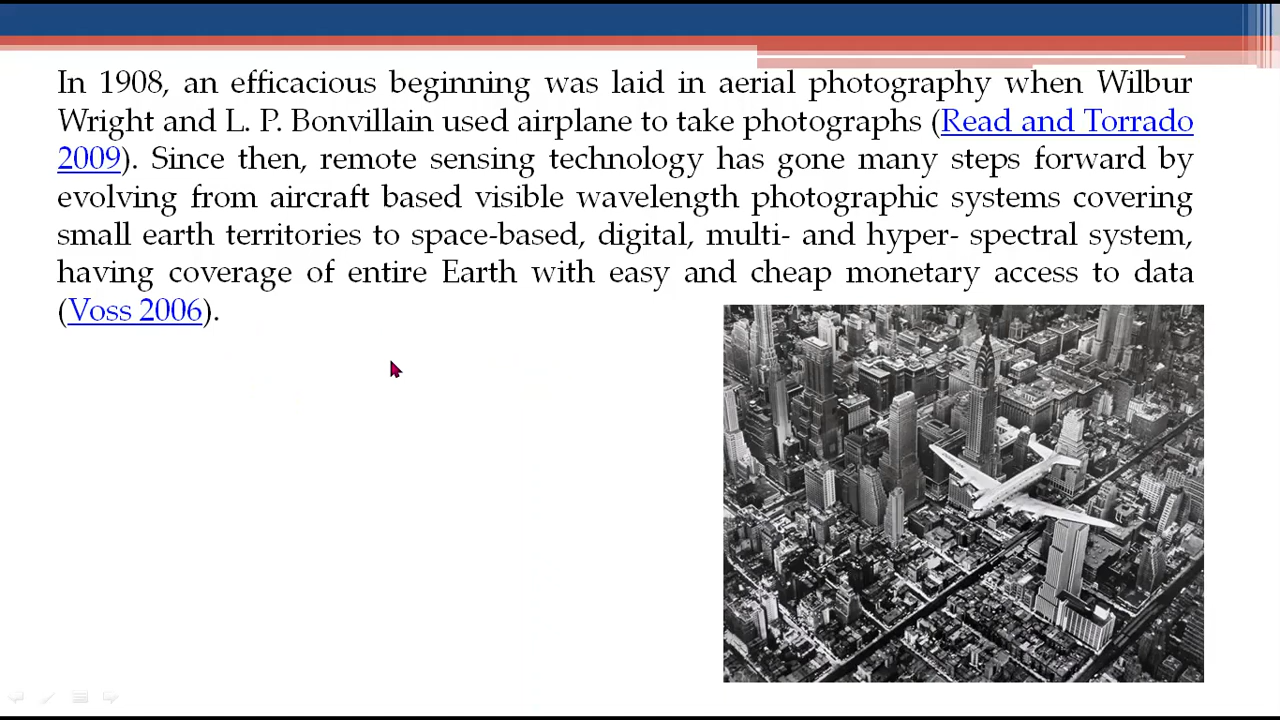 In 1908, an efficacious beginning was laid in aerial photography when Wilbur
Wright and L. P. Bonvillain used airplane to take photographs (Read and Torrado
2009). Since then, remote sensing technology has gone many steps forward by
evolving from aircraft based visible wavelength photographic systems covering
small earth territories to space-based, digital, multi- and hyper- spectral system,
having coverage of entire Earth with easy and cheap monetary access to data
(Voss 2006).